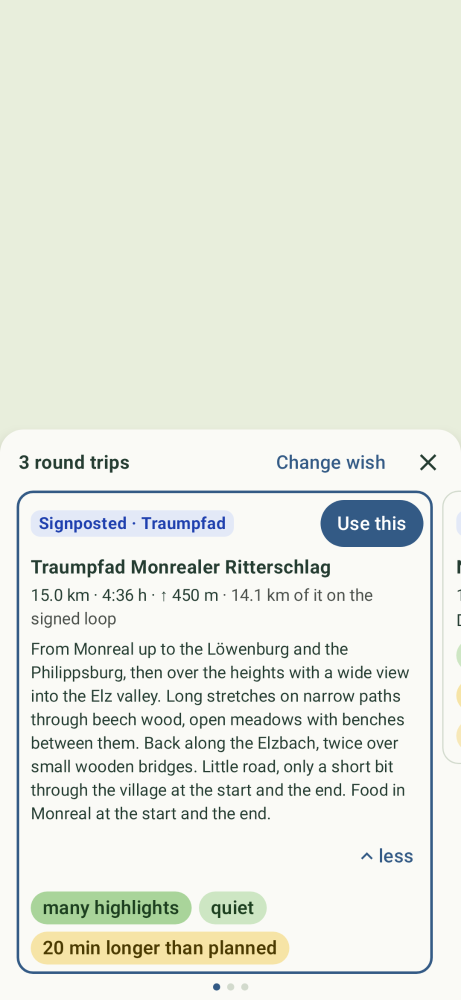 3 round trips
Change wish
Signposted · Traumpfad
Use this
Traumpfad Monrealer Ritterschlag
15.0 km · 4:36 h · ↑ 450 m · 14.1 km of it on the
signed loop
From Monreal up to the Löwenburg and the
Philippsburg, then over the heights with a wide view
into the Elz valley. Long stretches on narrow paths
through beech wood, open meadows with benches
between them. Back along the Elzbach, twice over
small wooden bridges. Little road, only a short bit
through the village at the start and the end. Food in
Monreal at the start and the end.
less
many highlights
quiet
20 min longer than planned